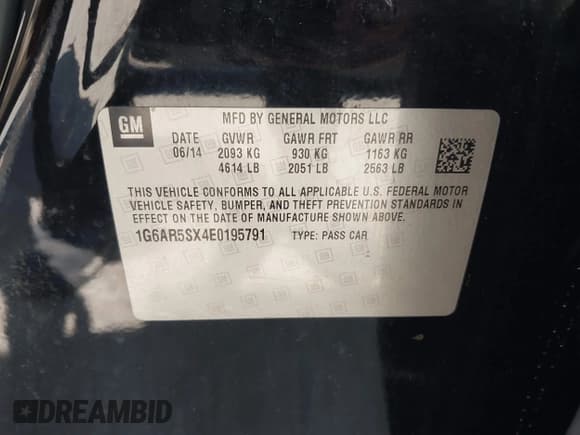 GM
MFD BY GENERAL MOTORS LLC
DATE GVWR GAWR FRT GAWR RR
06/14 2093 KG 930 KG 1163 KG
4614 LB 2051 LB 2563 LB
THIS VEHICLE CONFORMS TO ALL APPLICABLE U.S. FEDERAL MOTOR
VEHICLE SAFETY, BUMPER, AND THEFT PREVENTION STANDARDS IN
EFFECT ON THE DATE OF MANUFACTURE SHOWN ABOVE.
1G6AR5SX4E0195791 TYPE: PASS CAR
DREAMBID